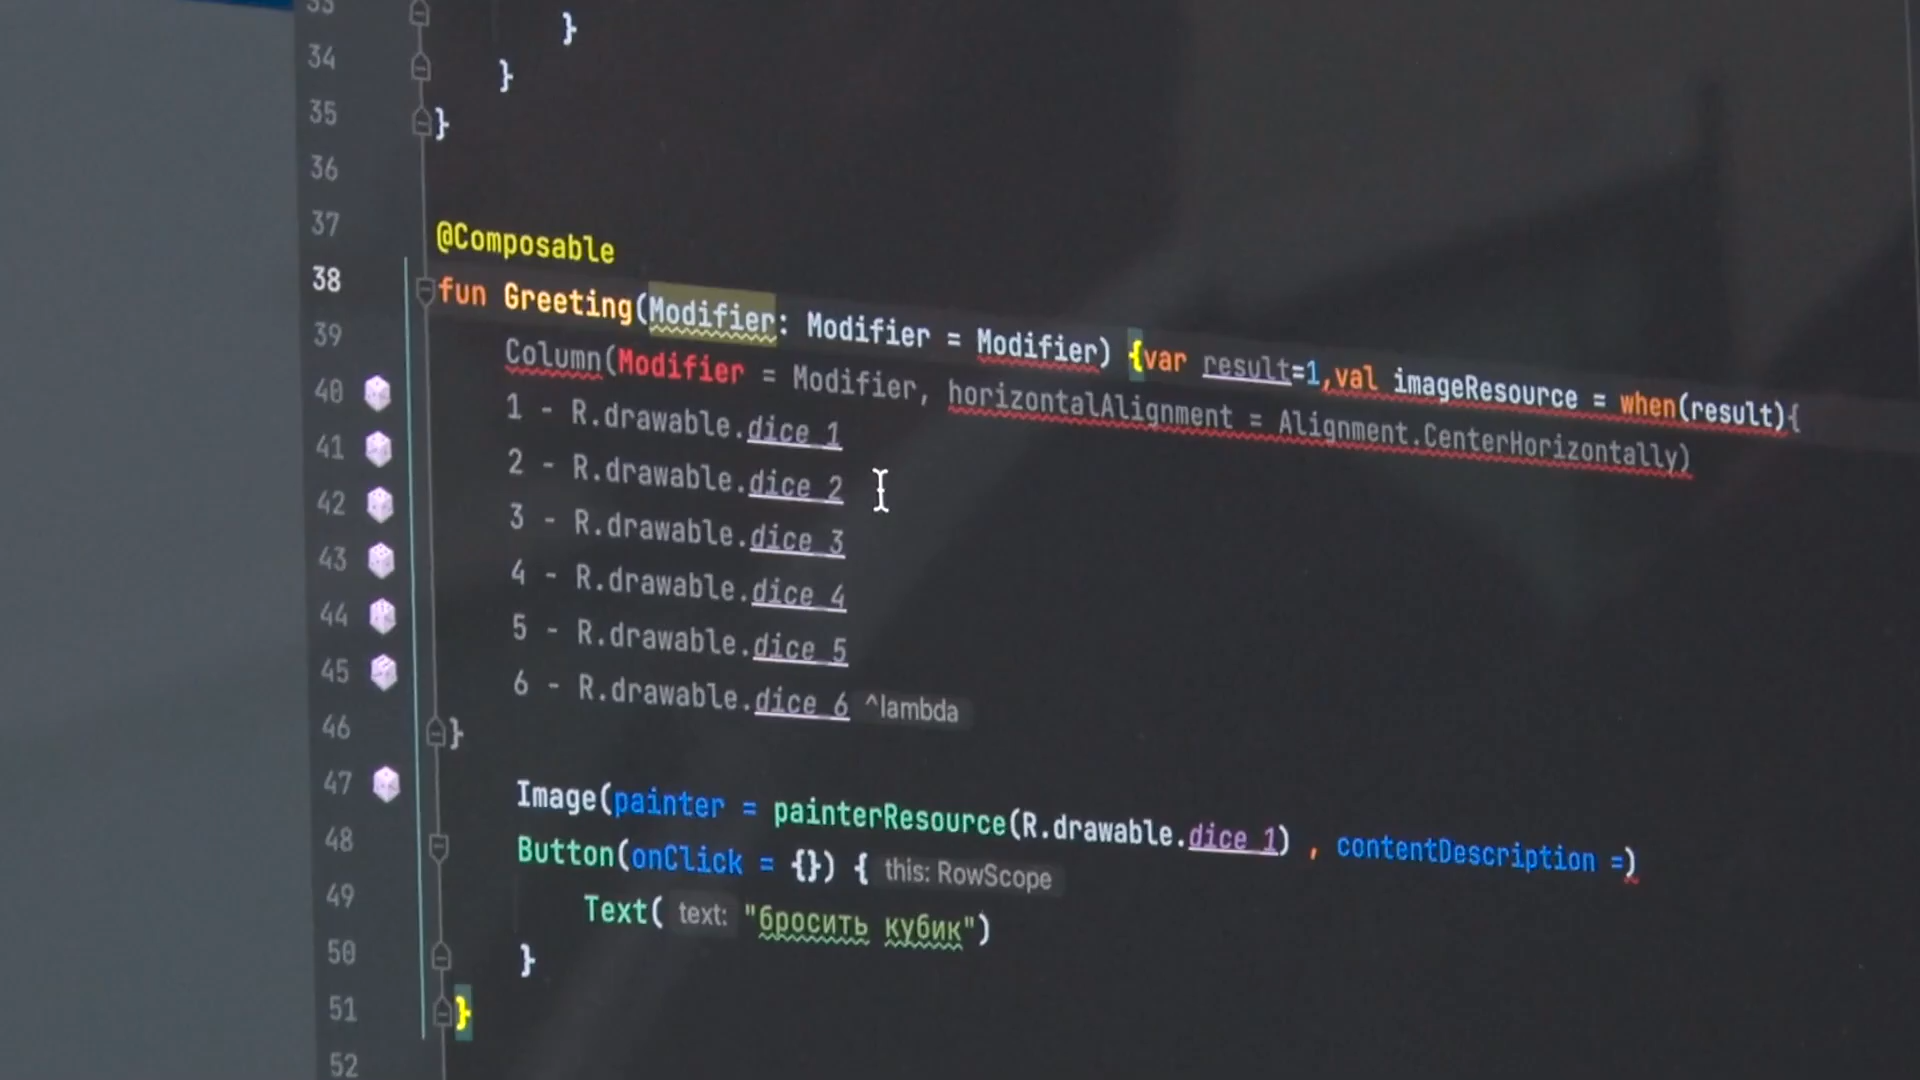 33
}
34
}
35
}
36
37
@Composable
38
fun Greeting(Modifier: Modifier = Modifier) {var result=1,val imageResource = when(result){
39
Column(Modifier = Modifier, horizontalAlignment = Alignment.CenterHorizontally)
40
1 - R.drawable.dice_1
41
2 - R.drawable.dice_2
42
3 - R.drawable.dice_3
43
4 - R.drawable.dice_4
44
5 - R.drawable.dice_5
45
6 - R.drawable.dice_6 ^lambda
46
}
47
Image(painter = painterResource(R.drawable.dice_1) , contentDescription =)
48
Button(onClick = {}) { this: RowScope
49
Text( text: "бросить кубик")
50
}
51
}
52